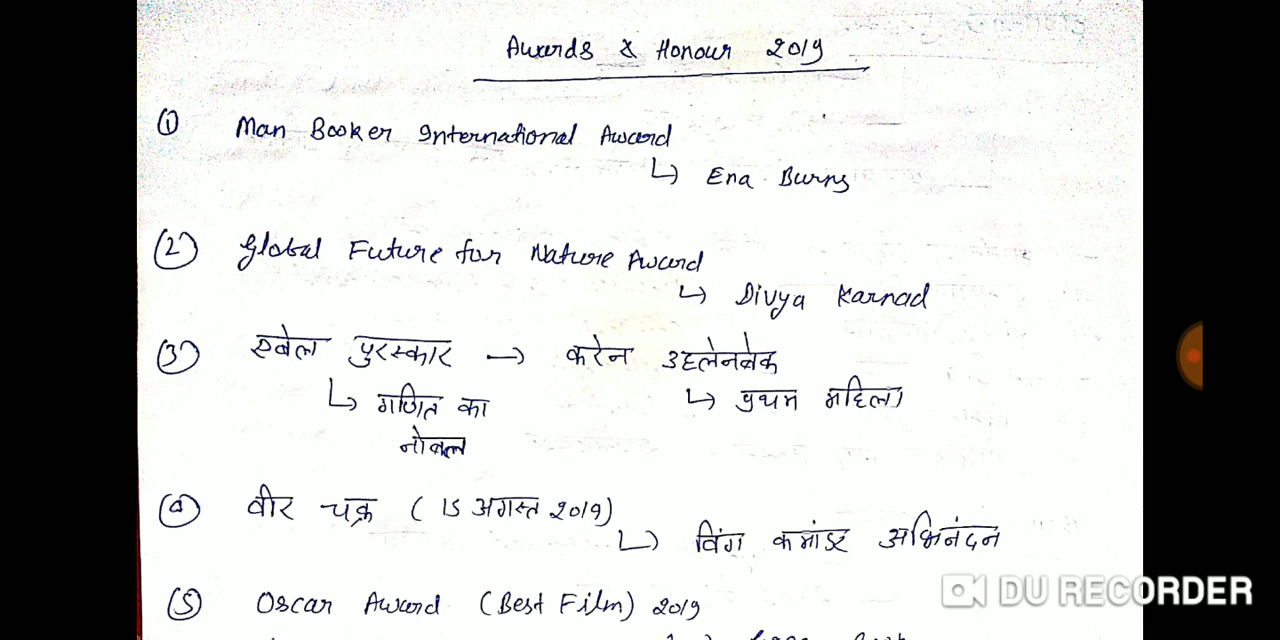 Awards & Honour 2019
① Man Booker International Award
↳ Ena Burns
② Global Future for Nature Award
↳ Divya Karnad
③ एबेल पुरस्कार → करेन उहलेनबेक
↳ गणित का ↳ प्रथम महिला
नोबल
④ वीर चक्र ( 15 अगस्त 2019)
↳ विंग कमांडर अभिनंदन
⑤ Oscar Award (Best Film) 2019
DU RECORDER